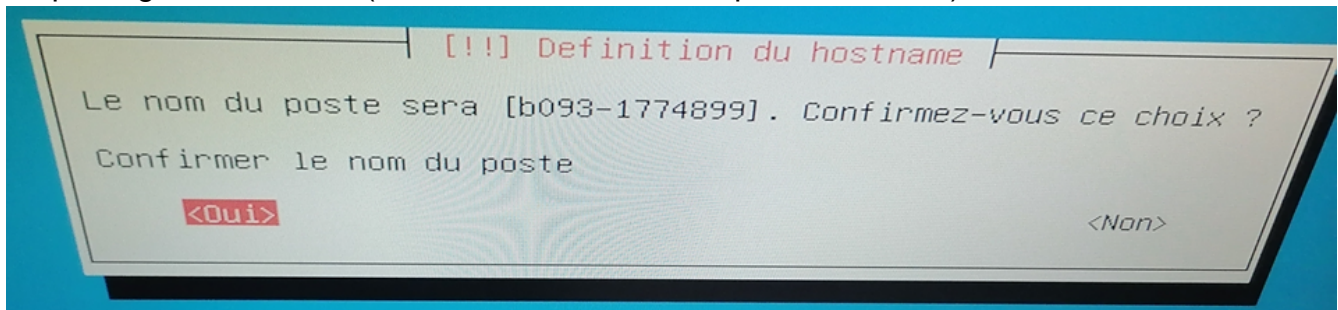 [!!] Definition du hostname
Le nom du poste sera [b093-1774899]. Confirmez-vous ce choix ?
Confirmer le nom du poste
<Oui> <Non>